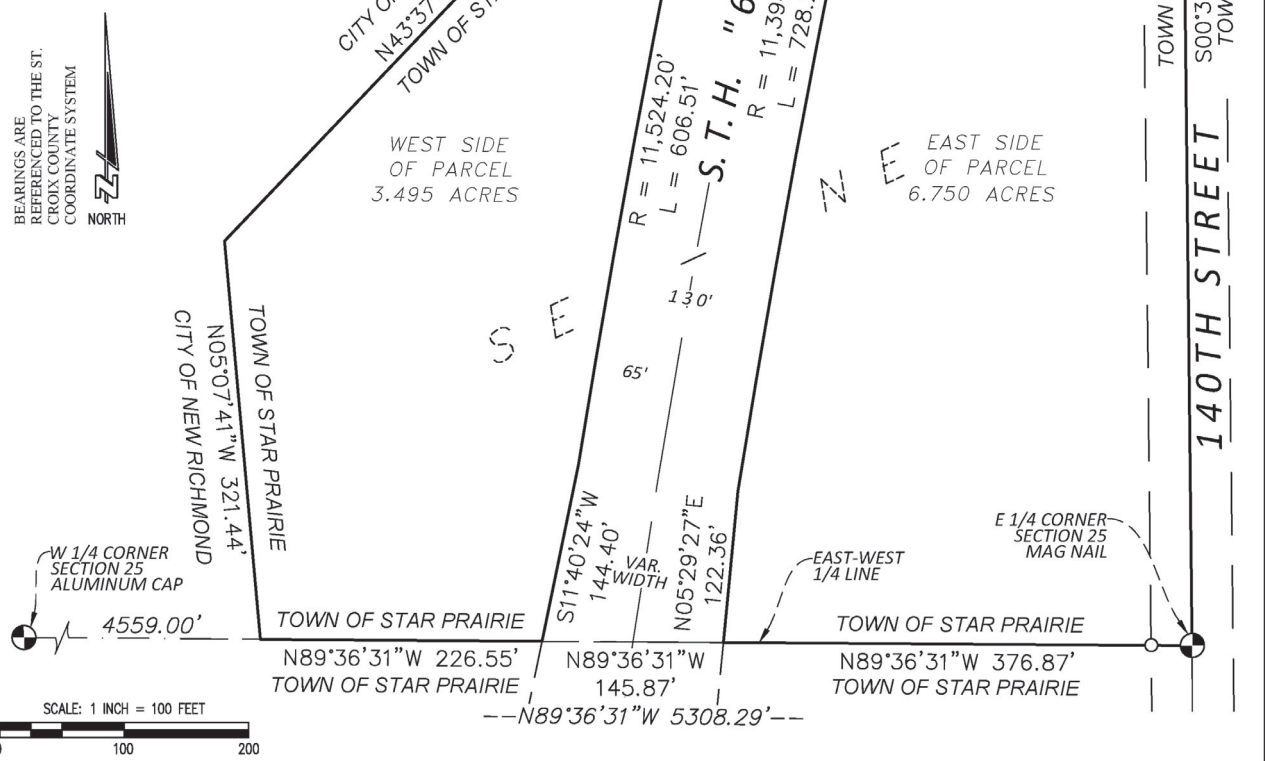 BEARINGS ARE
REFERENCED TO THE ST.
CROIX COUNTY
COORDINATE SYSTEM
N
NORTH
CITY O
N43°37
TOWN OF ST
WEST SIDE
OF PARCEL
3.495 ACRES
R = 11,524.20'
L = 606.51'
S. T. H. "6
R = 11,39
L = 728.
EAST SIDE
OF PARCEL
6.750 ACRES
N E
S E
TOWN
S00°3
TOW
140TH STREET
130'
65'
TOWN OF STAR PRAIRIE
N05°07'41"W 321.44'
CITY OF NEW RICHMOND
S11°40'24"W
144.40'
VAR.
WIDTH
N05°29'27"E
122.36'
E 1/4 CORNER
SECTION 25
MAG NAIL
EAST-WEST
1/4 LINE
W 1/4 CORNER
SECTION 25
ALUMINUM CAP
4559.00'
TOWN OF STAR PRAIRIE
N89°36'31"W 226.55'
TOWN OF STAR PRAIRIE
N89°36'31"W
145.87'
TOWN OF STAR PRAIRIE
N89°36'31"W 376.87'
TOWN OF STAR PRAIRIE
--N89°36'31"W 5308.29'--
SCALE: 1 INCH = 100 FEET
0
100
200